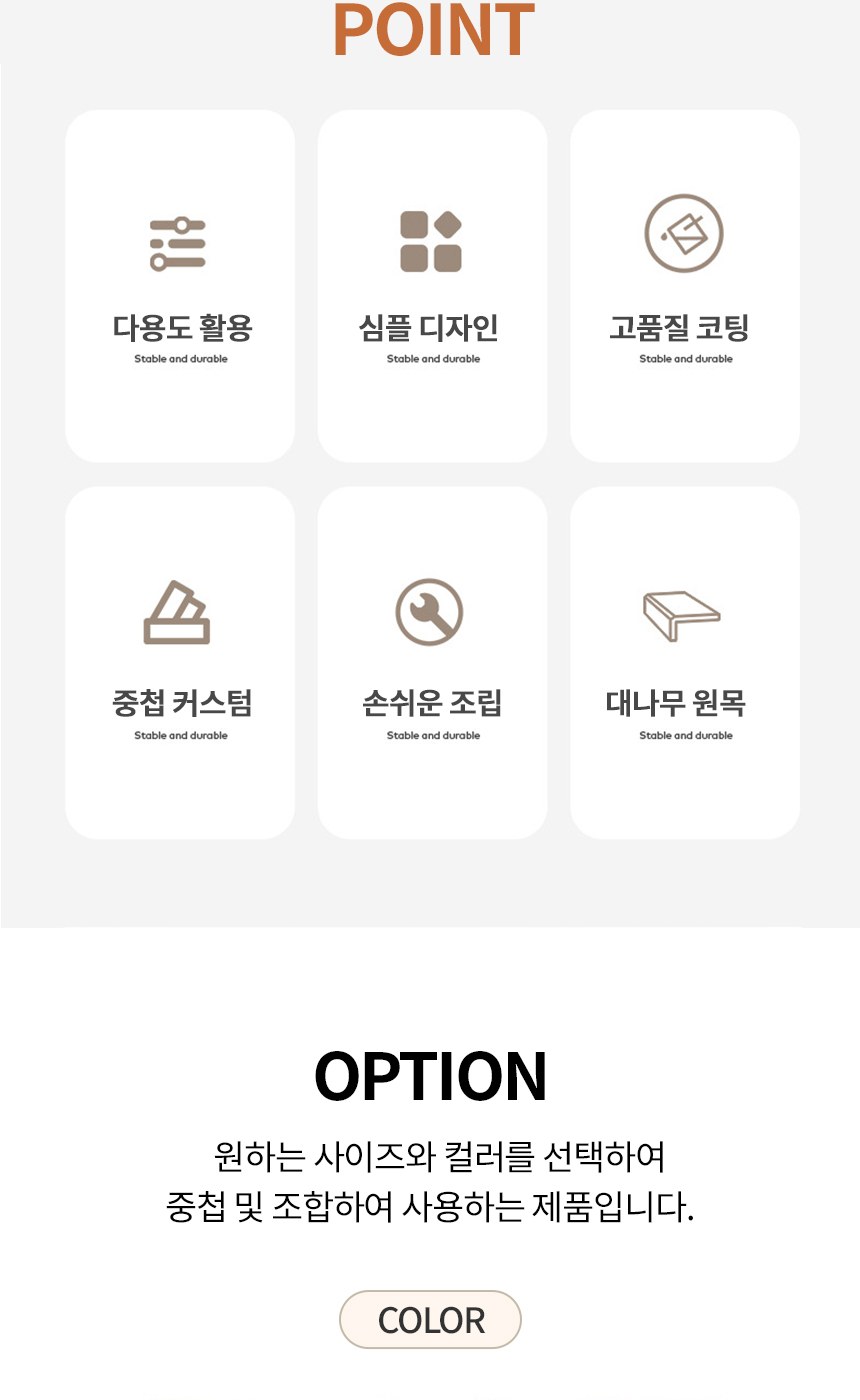 POINT
다용도 활용
Stable and durable
심플 디자인
Stable and durable
고품질 코팅
Stable and durable
중첩 커스텀
Stable and durable
손쉬운 조립
Stable and durable
대나무 원목
Stable and durable
OPTION
원하는 사이즈와 컬러를 선택하여
중첩 및 조합하여 사용하는 제품입니다.
COLOR